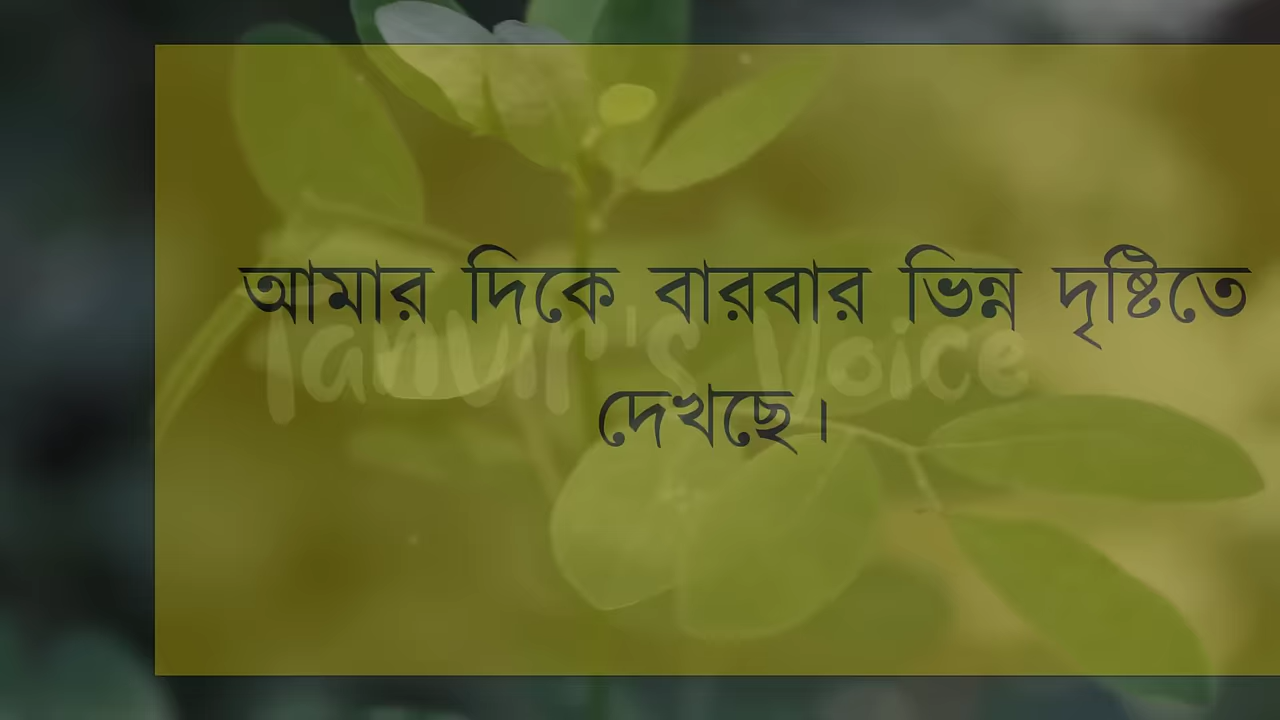 আমার দিকে বারবার ভিন্ন দৃষ্টিতে
Tanvir's Voice
দেখছে।